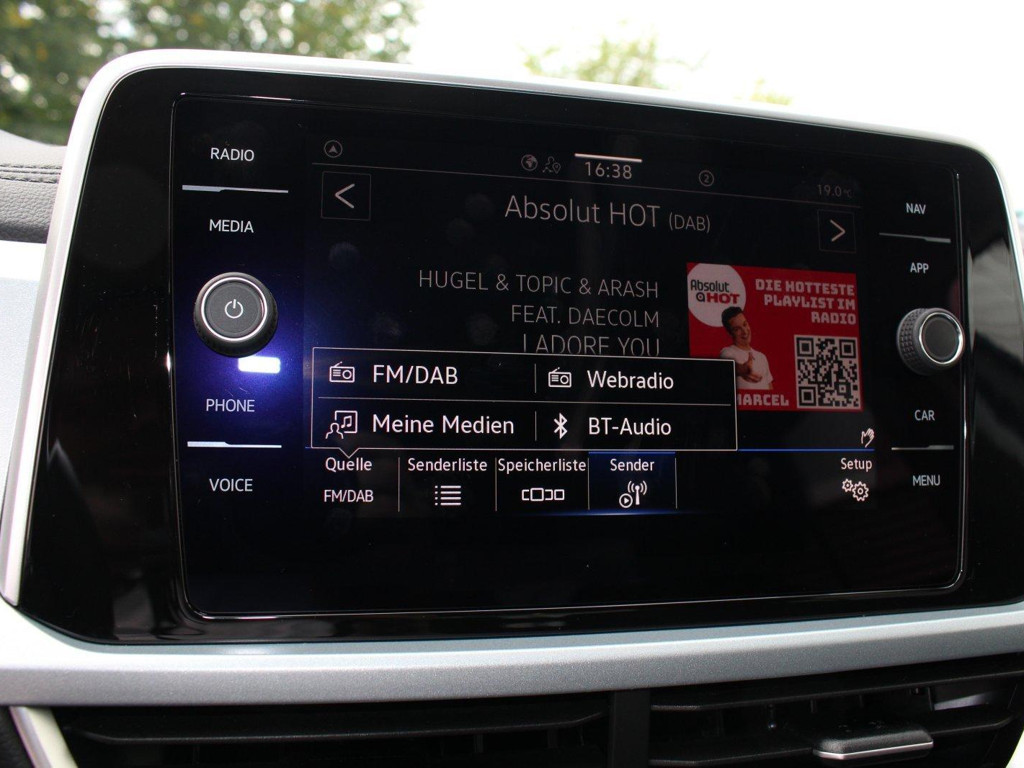 RADIO
MEDIA
PHONE
VOICE
16:38
2
19.0°C
Absolut HOT (DAB)
HUGEL & TOPIC & ARASH
FEAT. DAECOLM
I ADORE YOU
Absolut
HOT
DIE HOTTESTE
PLAYLIST IM
RADIO
MARCEL
FM/DAB
Webradio
Meine Medien
BT-Audio
Quelle
FM/DAB
Senderliste
Speicherliste
Sender
Setup
NAV
APP
CAR
MENU